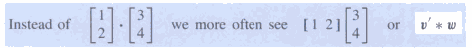 Instead of [1 2] · [3 4] we more often see [1 2] [3 4] or v′ * w